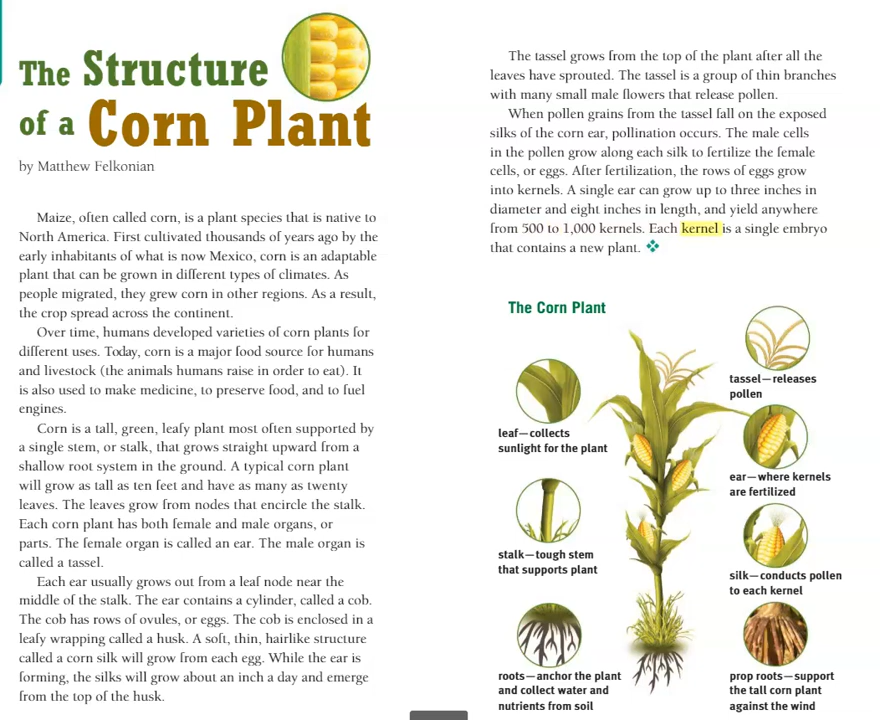 The Structure
of a Corn Plant
by Matthew Felkonian
Maize, often called corn, is a plant species that is native to
North America. First cultivated thousands of years ago by the
early inhabitants of what is now Mexico, corn is an adaptable
plant that can be grown in different types of climates. As
people migrated, they grew corn in other regions. As a result,
the crop spread across the continent.
Over time, humans developed varieties of corn plants for
different uses. Today, corn is a major food source for humans
and livestock (the animals humans raise in order to eat). It
is also used to make medicine, to preserve food, and to fuel
engines.
Corn is a tall, green, leafy plant most often supported by
a single stem, or stalk, that grows straight upward from a
shallow root system in the ground. A typical corn plant
will grow as tall as ten feet and have as many as twenty
leaves. The leaves grow from nodes that encircle the stalk.
Each corn plant has both female and male organs, or
parts. The female organ is called an ear. The male organ is
called a tassel.
Each ear usually grows out from a leaf node near the
middle of the stalk. The ear contains a cylinder, called a cob.
The cob has rows of ovules, or eggs. The cob is enclosed in a
leafy wrapping called a husk. A soft, thin, hairlike structure
called a corn silk will grow from each egg. While the ear is
forming, the silks will grow about an inch a day and emerge
from the top of the husk.
The tassel grows from the top of the plant after all the
leaves have sprouted. The tassel is a group of thin branches
with many small male flowers that release pollen.
When pollen grains from the tassel fall on the exposed
silks of the corn ear, pollination occurs. The male cells
in the pollen grow along each silk to fertilize the female
cells, or eggs. After fertilization, the rows of eggs grow
into kernels. A single ear can grow up to three inches in
diameter and eight inches in length, and yield anywhere
from 500 to 1,000 kernels. Each kernel is a single embryo
that contains a new plant.
The Corn Plant
leaf—collects
sunlight for the plant
stalk—tough stem
that supports plant
roots—anchor the plant
and collect water and
nutrients from soil
tassel—releases
pollen
ear—where kernels
are fertilized
silk—conducts pollen
to each kernel
prop roots—support
the tall corn plant
against the wind